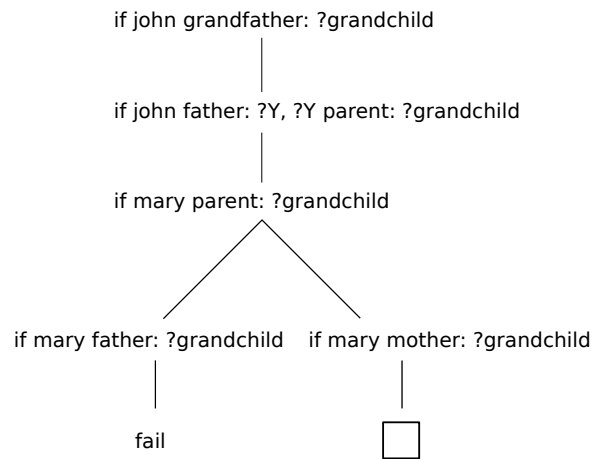 if john grandfather: ?grandchild
if john father: ?Y, ?Y parent: ?grandchild
if mary parent: ?grandchild
if mary father: ?grandchild
if mary mother: ?grandchild
fail